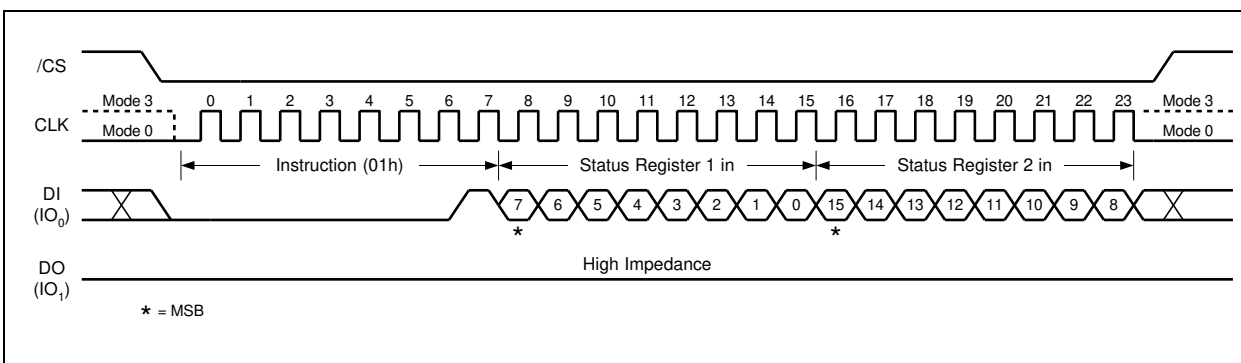 /CS
Mode 3 0 1 2 3 4 5 6 7 8 9 10 11 12 13 14 15 16 17 18 19 20 21 22 23 Mode 3
CLK Mode 0 Mode 0
Instruction (01h) Status Register 1 in Status Register 2 in
DI
(IO0) 7 6 5 4 3 2 1 0 15 14 13 12 11 10 9 8
* *
DO High Impedance
(IO1)
* = MSB